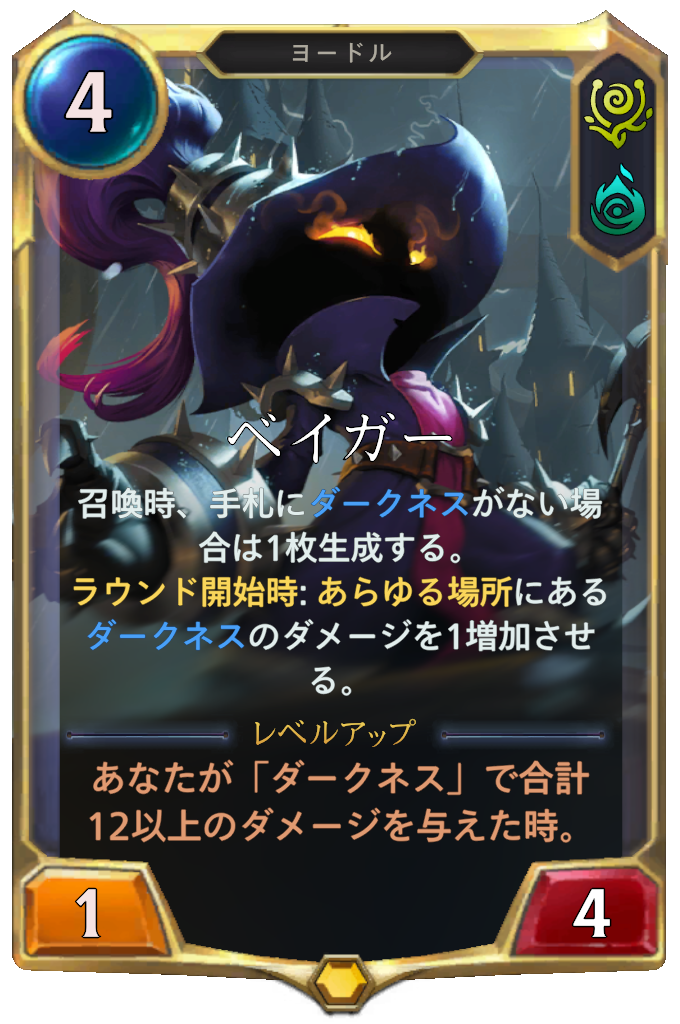 ヨードル
4
ベイガー
召喚時、手札にダークネスがない場
合は1枚生成する。
ラウンド開始時: あらゆる場所にある
ダークネスのダメージを1増加させ
る。
レベルアップ
あなたが「ダークネス」で合計
12以上のダメージを与えた時。
1
4